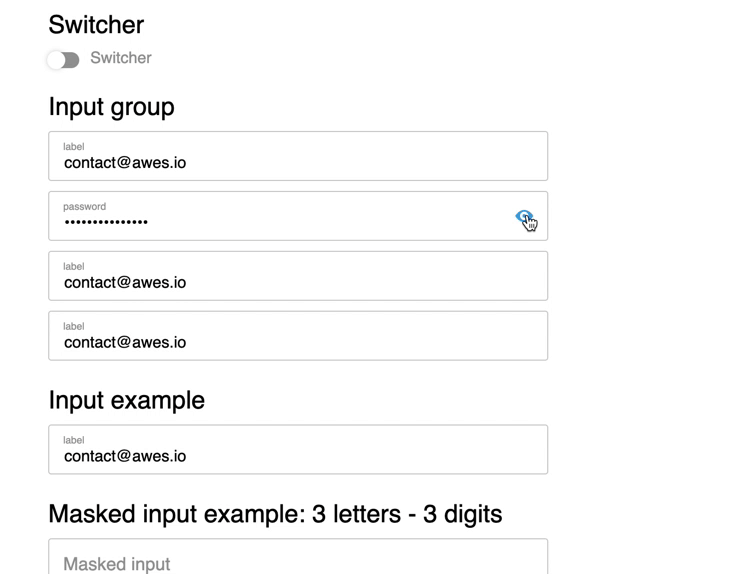 Switcher
Switcher
Input group
label
contact@awes.io
password
•••••••••••••••
label
contact@awes.io
label
contact@awes.io
Input example
label
contact@awes.io
Masked input example: 3 letters - 3 digits
Masked input